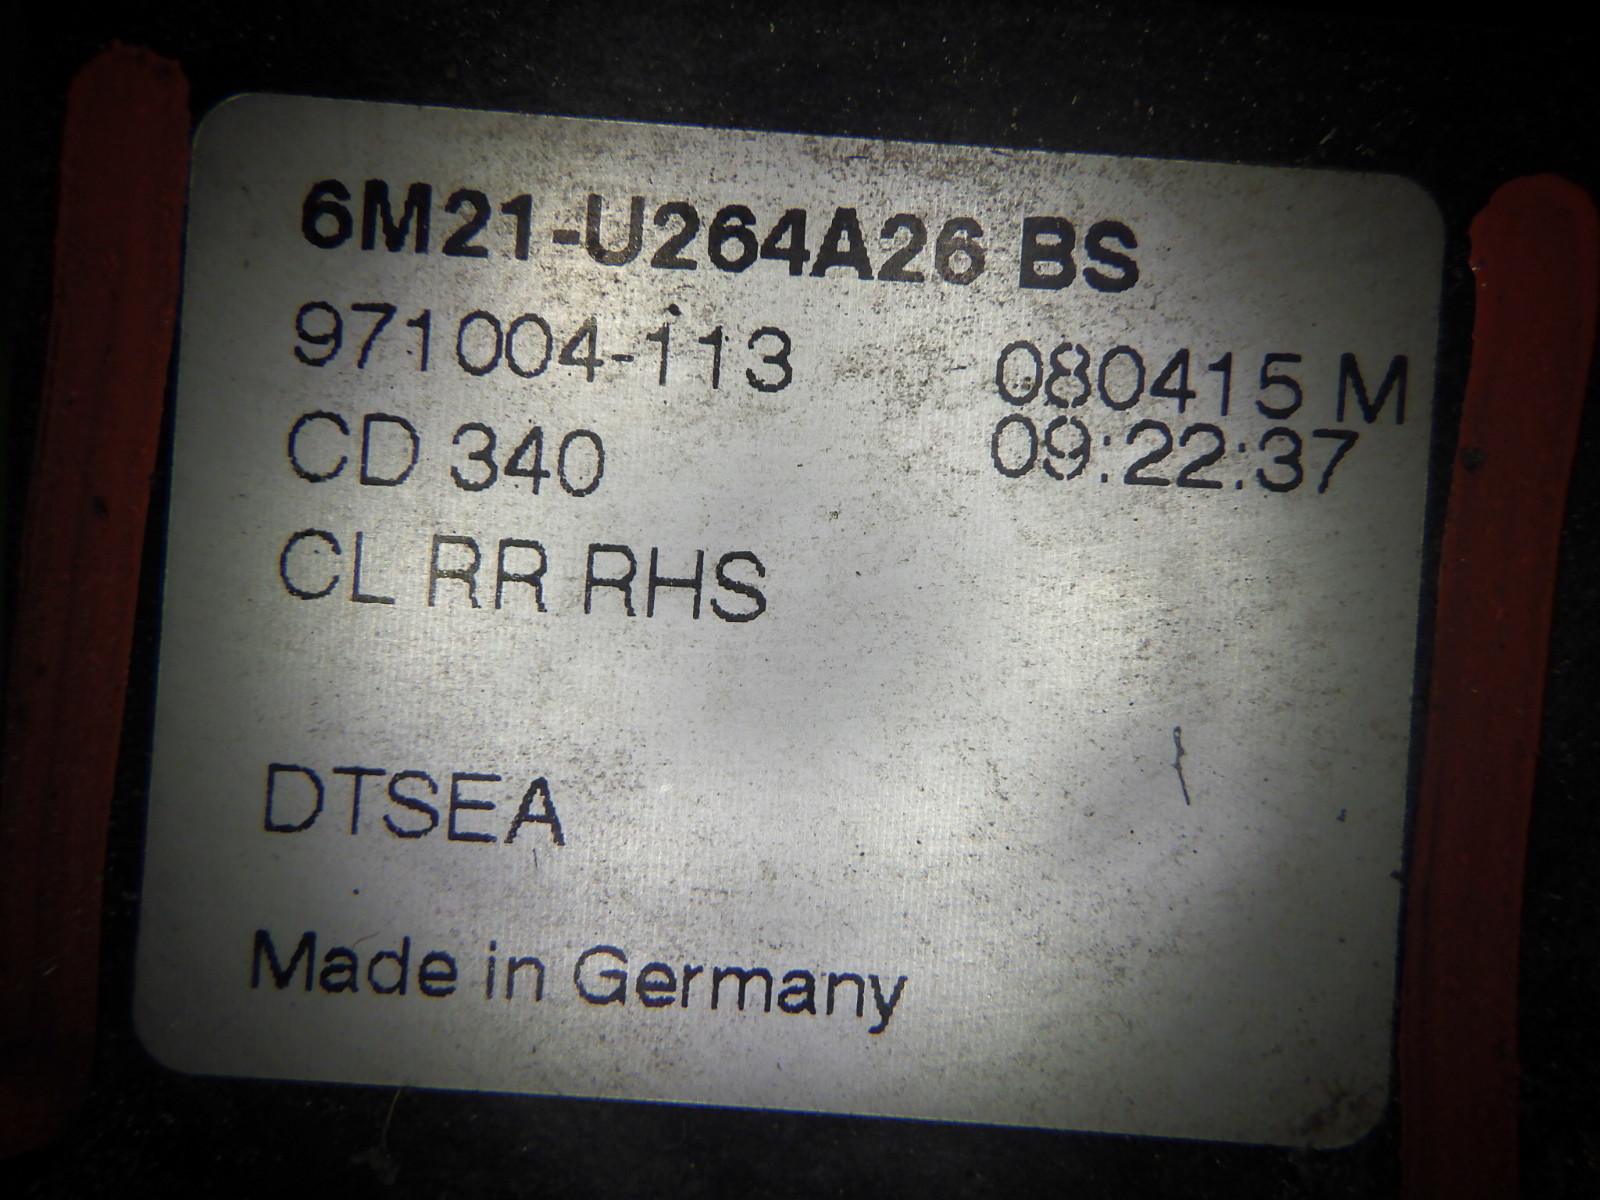 6M21-U264A26 BS
971004-113 080415 M
CD 340 09:22:37
CL RR RHS
DTSEA
Made in Germany